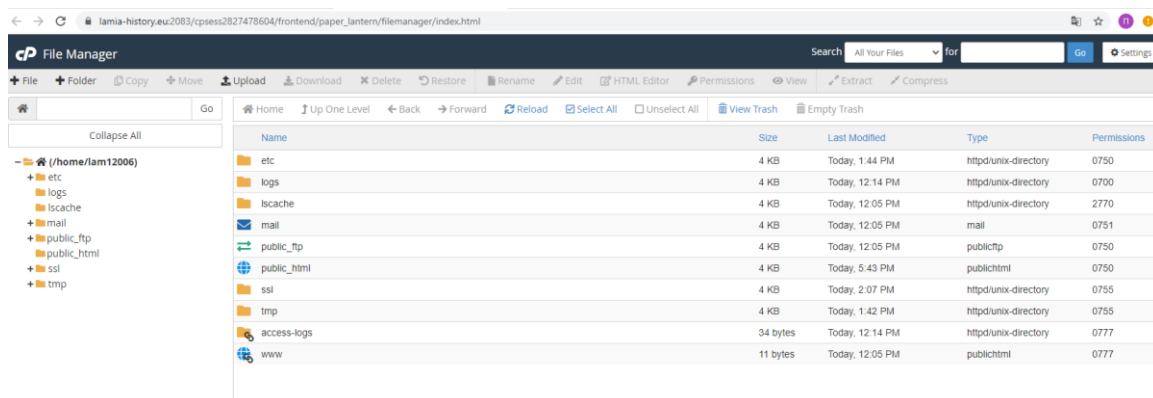 lamia-history.eu:2083/cpsess2827478604/frontend/paper_lantern/filemanager/index.html
cP File Manager Search All Your Files for Go Settings
File Folder Copy Move Upload Download Delete Restore Rename Edit HTML Editor Permissions View Extract Compress
Go Home Up One Level Back Forward Reload Select All Unselect All View Trash Empty Trash
Collapse All
(/home/lam12006)
etc
logs
lscache
mail
public_ftp
public_html
ssl
tmp
Name Size Last Modified Type Permissions
etc 4 KB Today, 1:44 PM httpd/unix-directory 0750
logs 4 KB Today, 12:14 PM httpd/unix-directory 0700
lscache 4 KB Today, 12:05 PM httpd/unix-directory 2770
mail 4 KB Today, 12:05 PM mail 0751
public_ftp 4 KB Today, 12:05 PM publicftp 0750
public_html 4 KB Today, 5:43 PM publichtml 0750
ssl 4 KB Today, 2:07 PM httpd/unix-directory 0755
tmp 4 KB Today, 1:42 PM httpd/unix-directory 0755
access-logs 34 bytes Today, 12:14 PM httpd/unix-directory 0777
www 11 bytes Today, 12:05 PM publichtml 0777